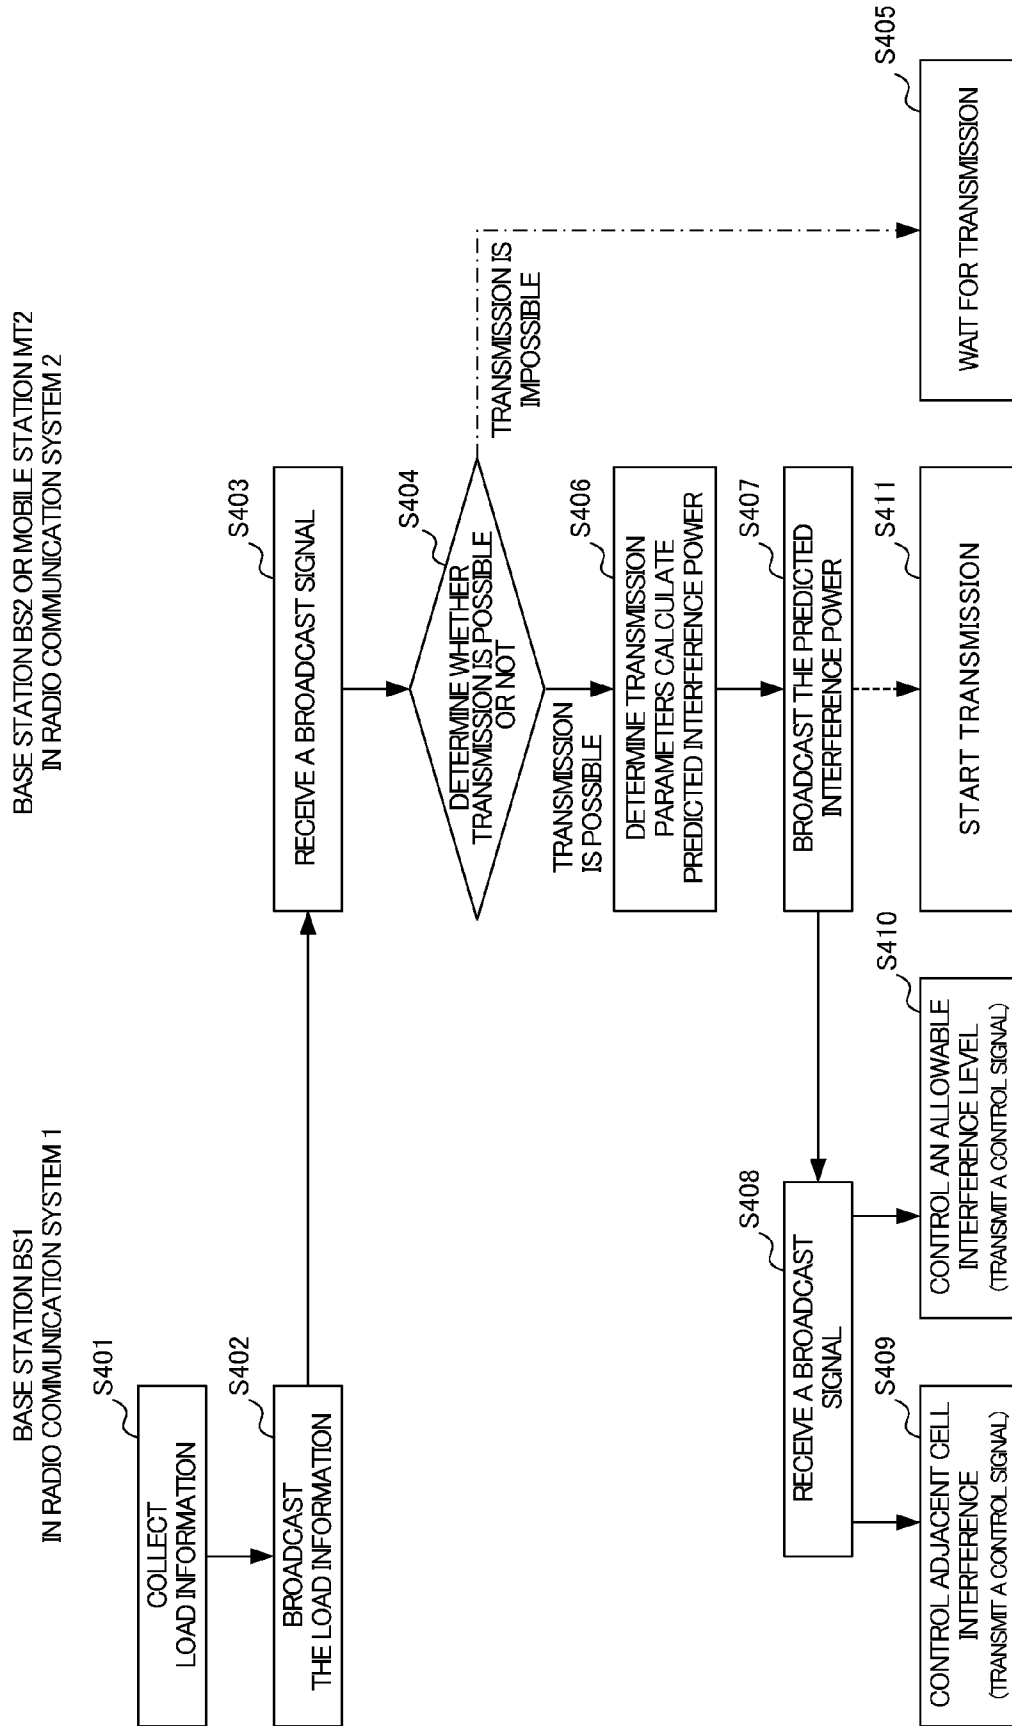 BASE STATION BS1
IN RADIO COMMUNICATION SYSTEM 1
BASE STATION BS2 OR MOBILE STATION MT2
IN RADIO COMMUNICATION SYSTEM 2
S401
COLLECT
LOAD INFORMATION
S402
BROADCAST
THE LOAD INFORMATION
S403
RECEIVE A BROADCAST SIGNAL
S404
DETERMINE WHETHER
TRANSMISSION IS POSSIBLE
OR NOT
TRANSMISSION IS
IMPOSSIBLE
TRANSMISSION
IS POSSIBLE
S406
DETERMINE TRANSMISSION
PARAMETERS CALCULATE
PREDICTED INTERFERENCE POWER
S407
BROADCAST THE PREDICTED
INTERFERENCE POWER
S408
RECEIVE A BROADCAST
SIGNAL
S409
CONTROL ADJACENT CELL
INTERFERENCE
(TRANSMIT A CONTROL SIGNAL)
S410
CONTROL AN ALLOWABLE
INTERFERENCE LEVEL
(TRANSMIT A CONTROL SIGNAL)
S411
START TRANSMISSION
S405
WAIT FOR TRANSMISSION